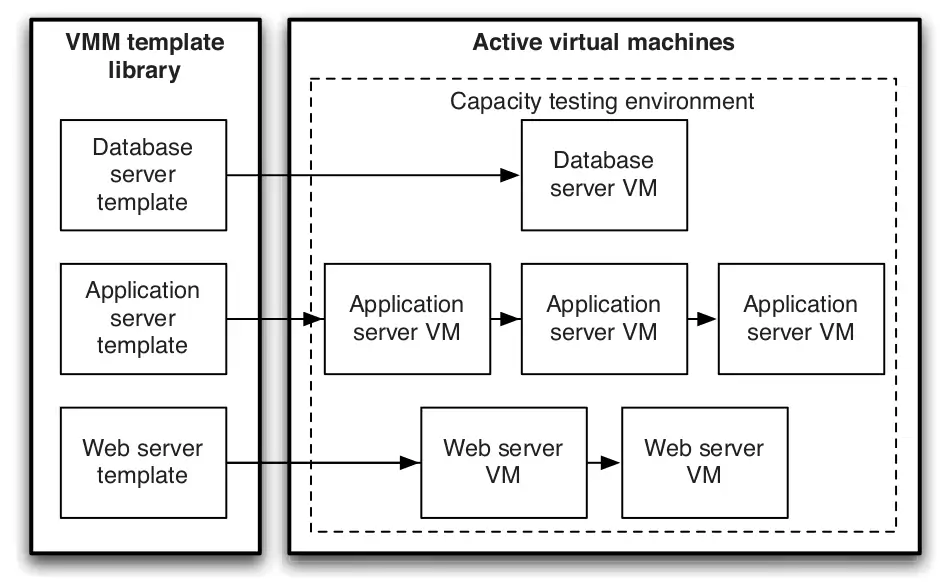 VMM template
library
Database
server
template
Application
server
template
Web server
template
Active virtual machines
Capacity testing environment
Database
server VM
Application
server VM
Application
server VM
Application
server VM
Web server
VM
Web server
VM